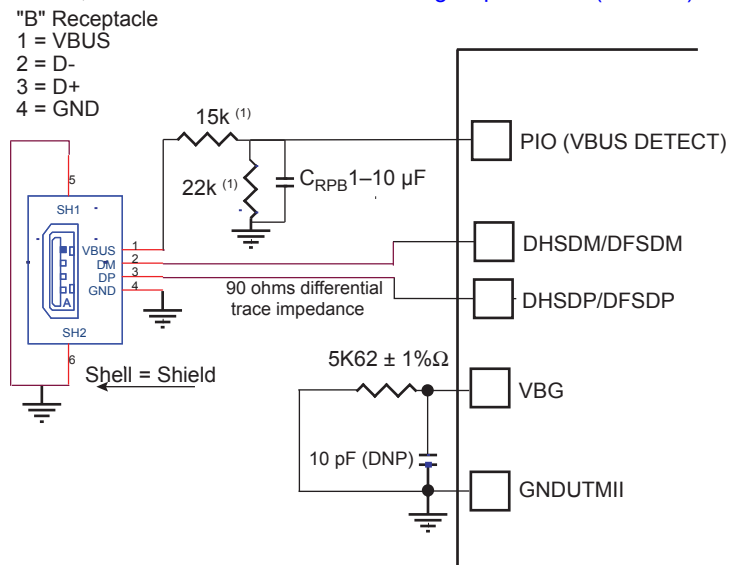 "B" Receptacle
1 = VBUS
2 = D-
3 = D+
4 = GND
15k (1)
PIO (VBUS DETECT)
22k (1)
CRPB 1–10 µF
5
SH1
VBUS 1
DM 2
DP 3
GND 4
A
SH2
6
DHSDM/DFSDM
90 ohms differential
trace impedance
DHSDP/DFSDP
Shell = Shield
5K62 ± 1%Ω
VBG
10 pF (DNP)
GNDUTMII